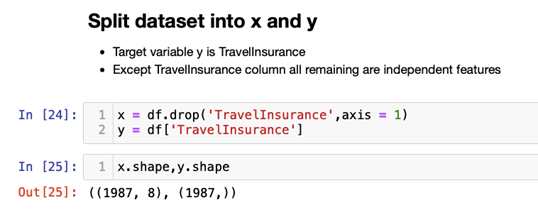 Split dataset into x and y
• Target variable y is TravelInsurance
• Except TravelInsurance column all remaining are independent features
In [24]: 1 x = df.drop('TravelInsurance',axis = 1)
2 y = df['TravelInsurance']
In [25]: 1 x.shape,y.shape
Out[25]: ((1987, 8), (1987,))